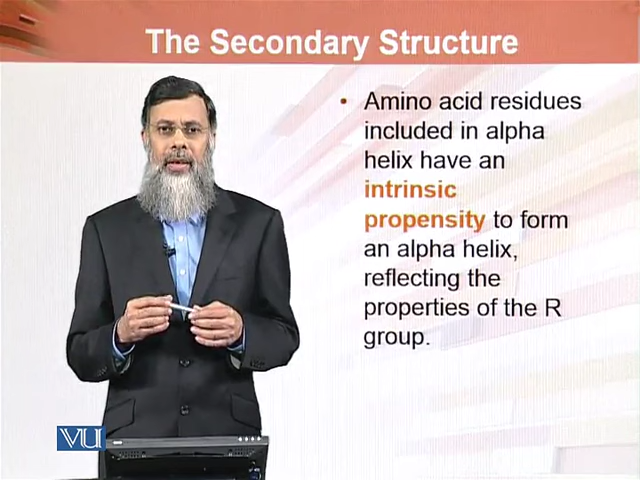 The Secondary Structure
• Amino acid residues
included in alpha
helix have an
intrinsic
propensity to form
an alpha helix,
reflecting the
properties of the R
group.
VU